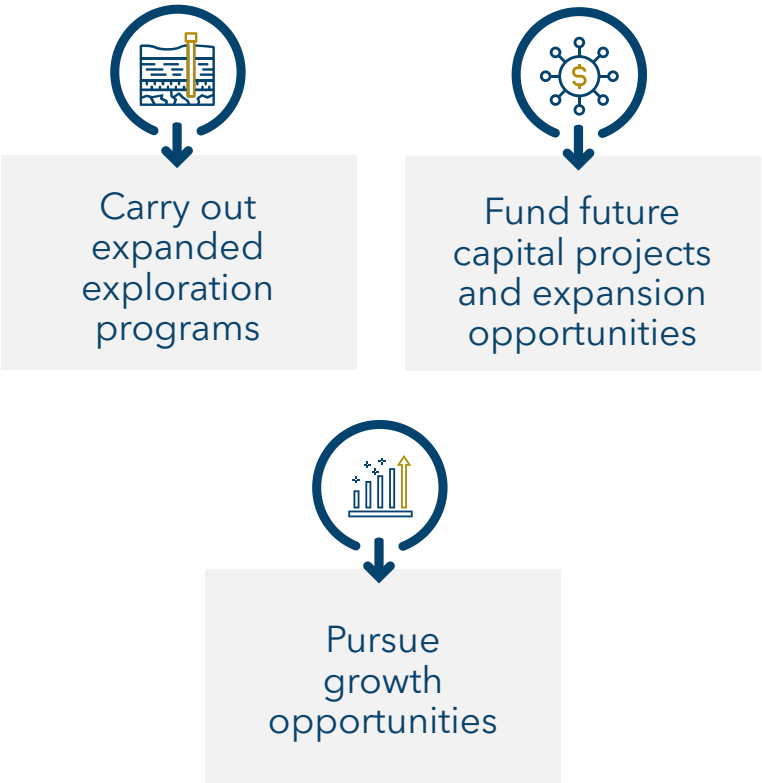 Carry out
expanded
exploration
programs
Fund future
capital projects
and expansion
opportunities
$
Pursue
growth
opportunities